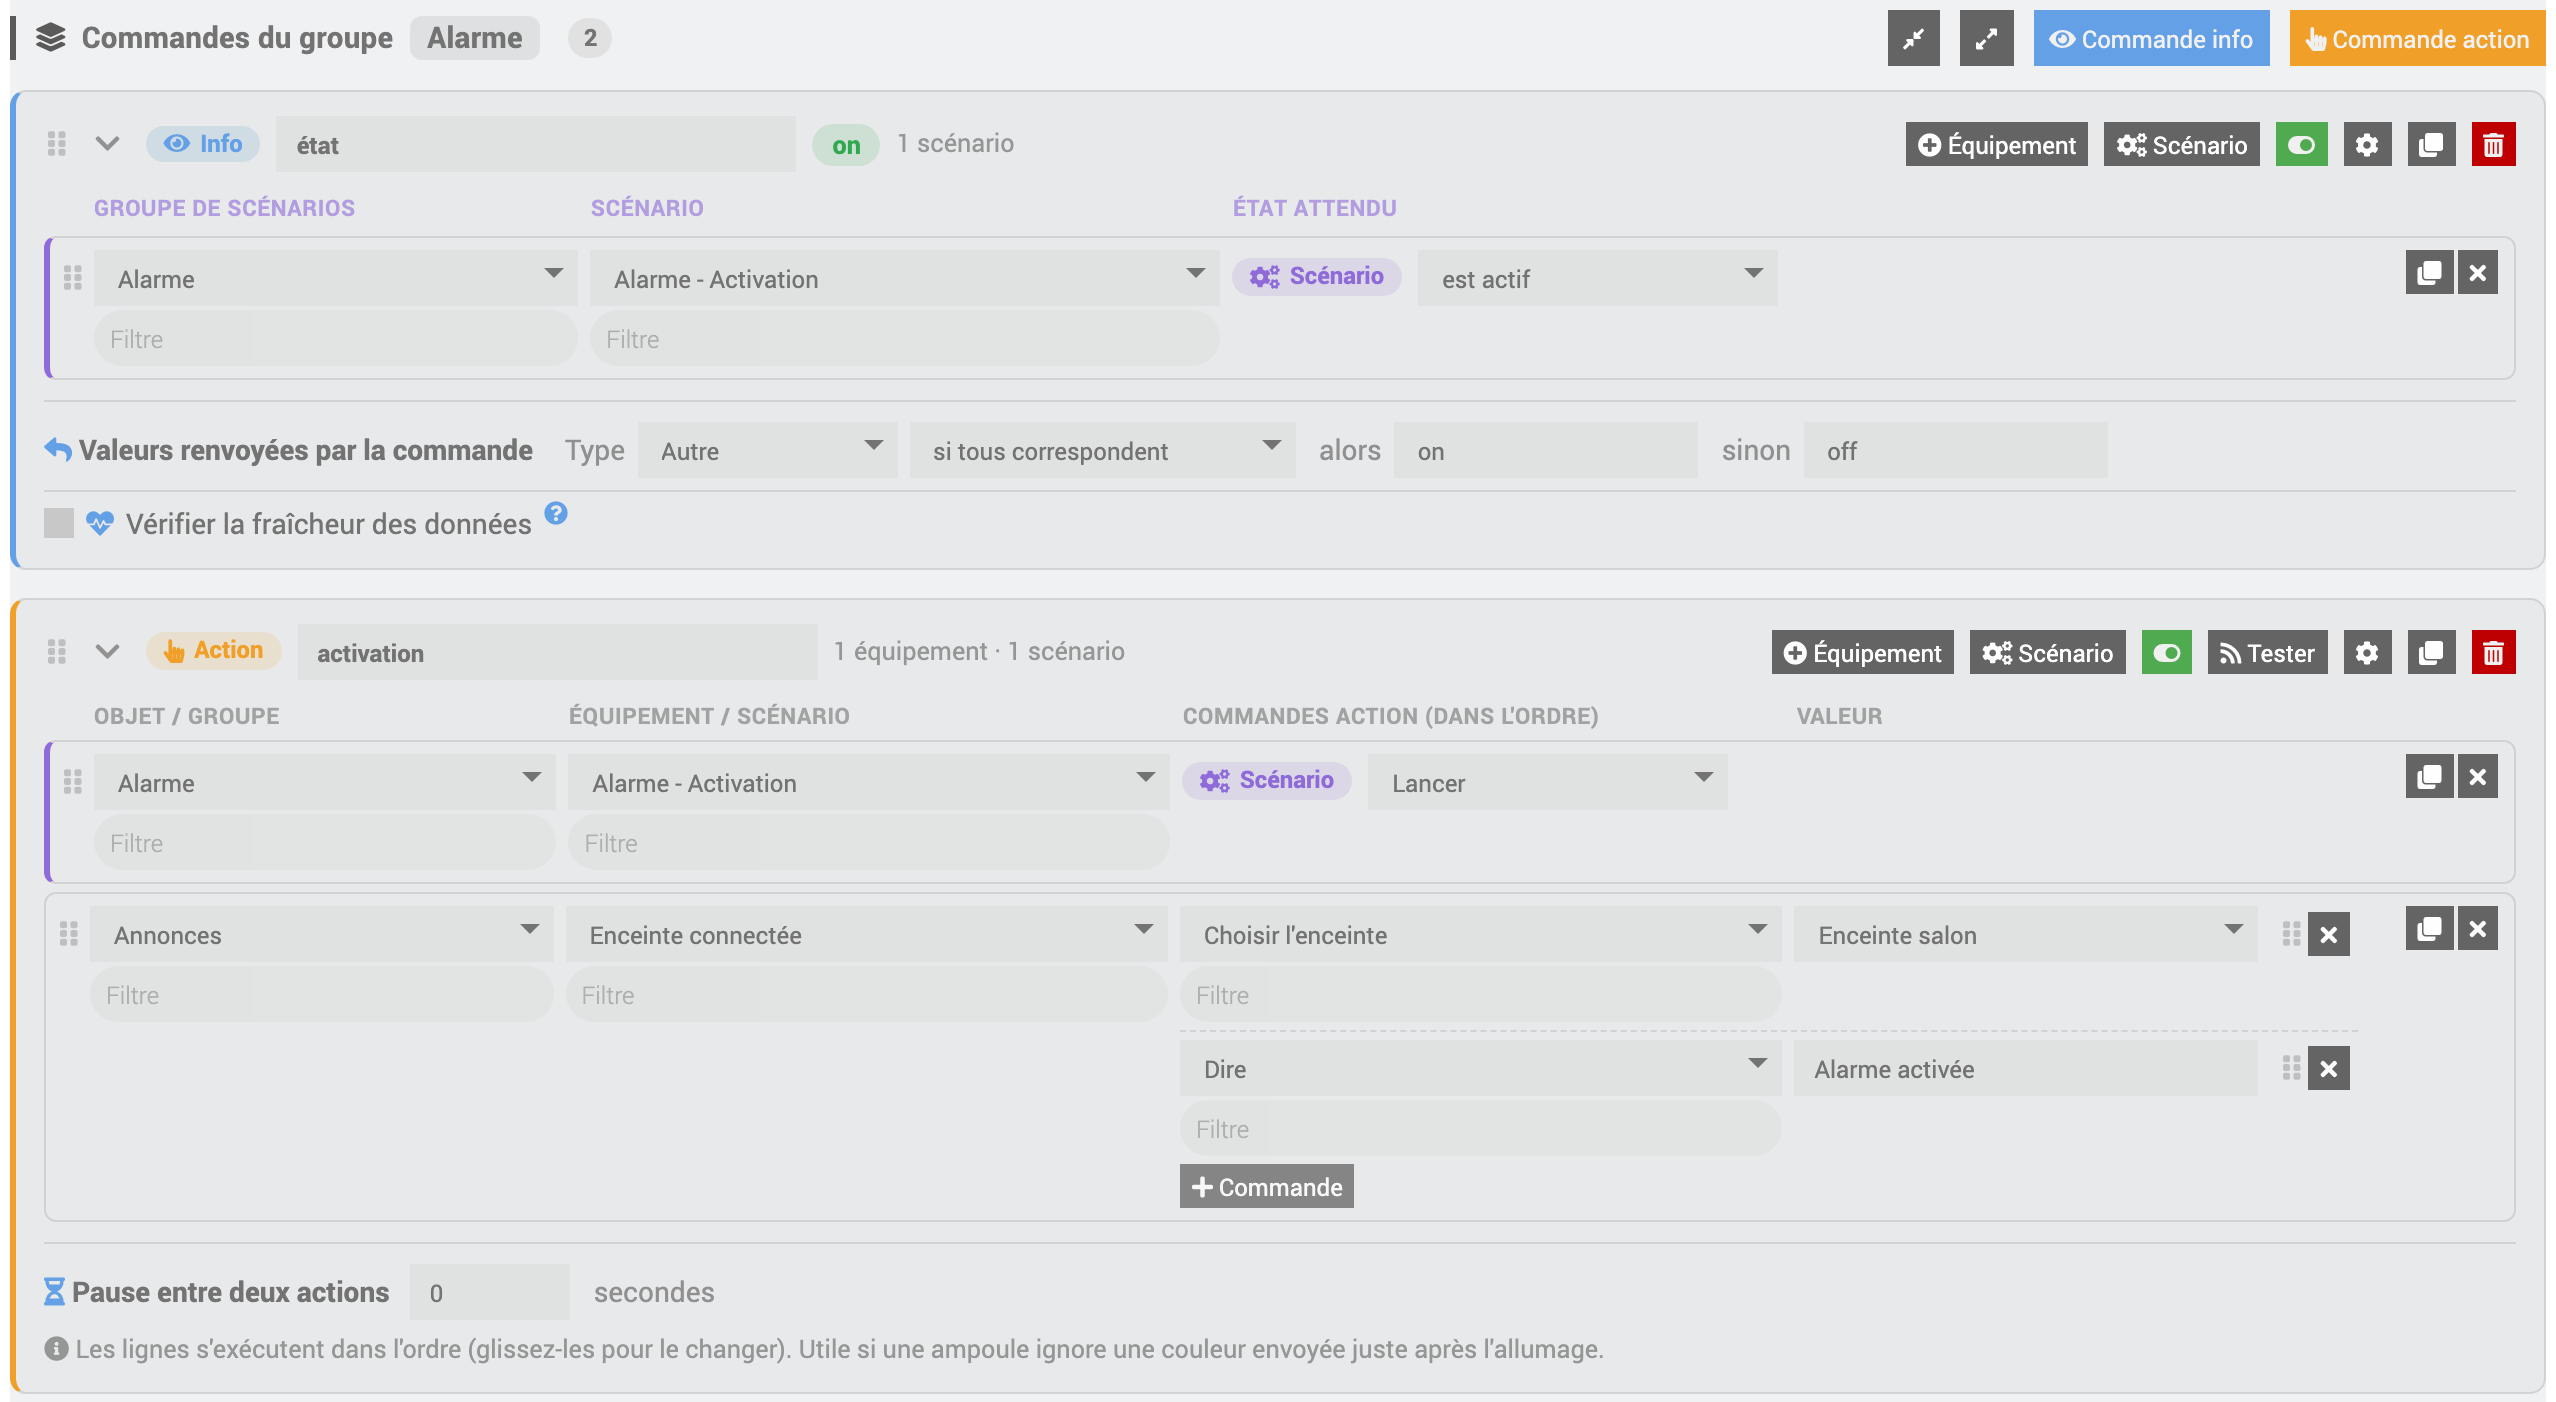 Commandes du groupe Alarme 2 Commande info Commande action
Info état on 1 scénario Équipement Scénario
GROUPE DE SCÉNARIOS SCÉNARIO ÉTAT ATTENDU
Alarme Alarme - Activation Scénario est actif
Filtre Filtre
Valeurs renvoyées par la commande Type Autre si tous correspondent alors on sinon off
Vérifier la fraîcheur des données ?
Action activation 1 équipement · 1 scénario Équipement Scénario Tester
OBJET / GROUPE ÉQUIPEMENT / SCÉNARIO COMMANDES ACTION (DANS L'ORDRE) VALEUR
Alarme Alarme - Activation Scénario Lancer
Filtre Filtre
Annonces Enceinte connectée Choisir l'enceinte Enceinte salon
Filtre Filtre Filtre
Dire Alarme activée
Filtre
Commande
Pause entre deux actions 0 secondes
Les lignes s'exécutent dans l'ordre (glissez-les pour le changer). Utile si une ampoule ignore une couleur envoyée juste après l'allumage.